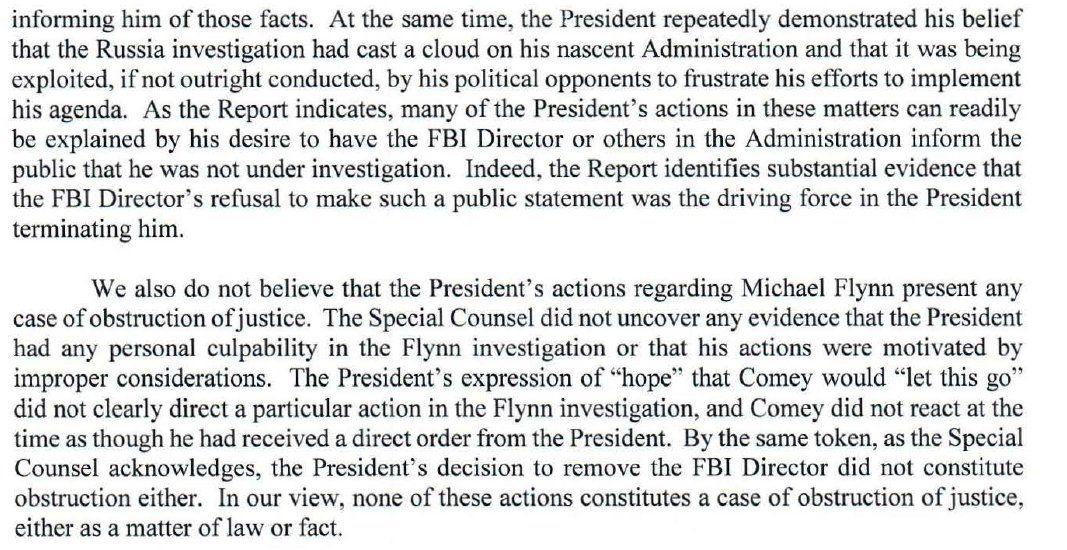 informing him of those facts. At the same time, the President repeatedly demonstrated his belief
that the Russia investigation had cast a cloud on his nascent Administration and that it was being
exploited, if not outright conducted, by his political opponents to frustrate his efforts to implement
his agenda. As the Report indicates, many of the President's actions in these matters can readily
be explained by his desire to have the FBI Director or others in the Administration inform the
public that he was not under investigation. Indeed, the Report identifies substantial evidence that
the FBI Director's refusal to make such a public statement was the driving force in the President
terminating him.
We also do not believe that the President's actions regarding Michael Flynn present any
case of obstruction of justice. The Special Counsel did not uncover any evidence that the President
had any personal culpability in the Flynn investigation or that his actions were motivated by
improper considerations. The President's expression of “hope” that Comey would “let this go”
did not clearly direct a particular action in the Flynn investigation, and Comey did not react at the
time as though he had received a direct order from the President. By the same token, as the Special
Counsel acknowledges, the President's decision to remove the FBI Director did not constitute
obstruction either. In our view, none of these actions constitutes a case of obstruction of justice,
either as a matter of law or fact.